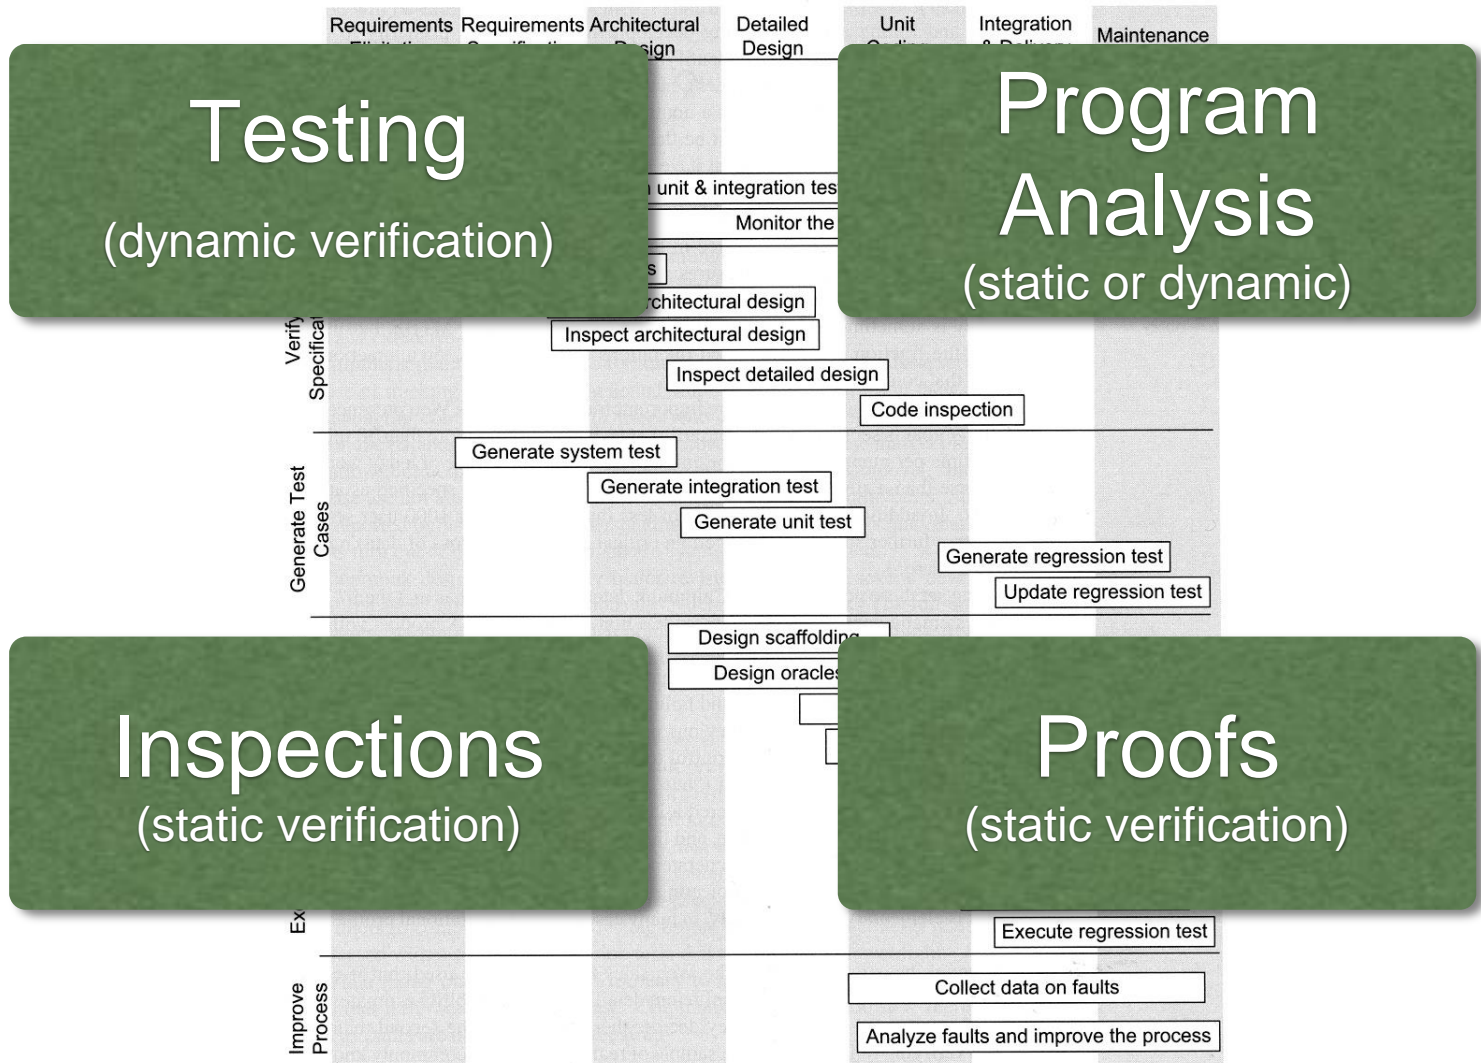 Requirements Requirements Architectural Detailed Unit Integration Maintenance
Design Design
Testing
(dynamic verification)
Program
Analysis
(static or dynamic)
unit & integration
Monitor the
architectural design
Inspect architectural design
Inspect detailed design
Code inspection
Verify
Generate system test
Generate integration test
Generate unit test
Generate regression test
Update regression test
Generate Test
Cases
Design scaffolding
Design oracles
Inspections
(static verification)
Proofs
(static verification)
Execute regression test
Collect data on faults
Analyze faults and improve the process
Improve
Process